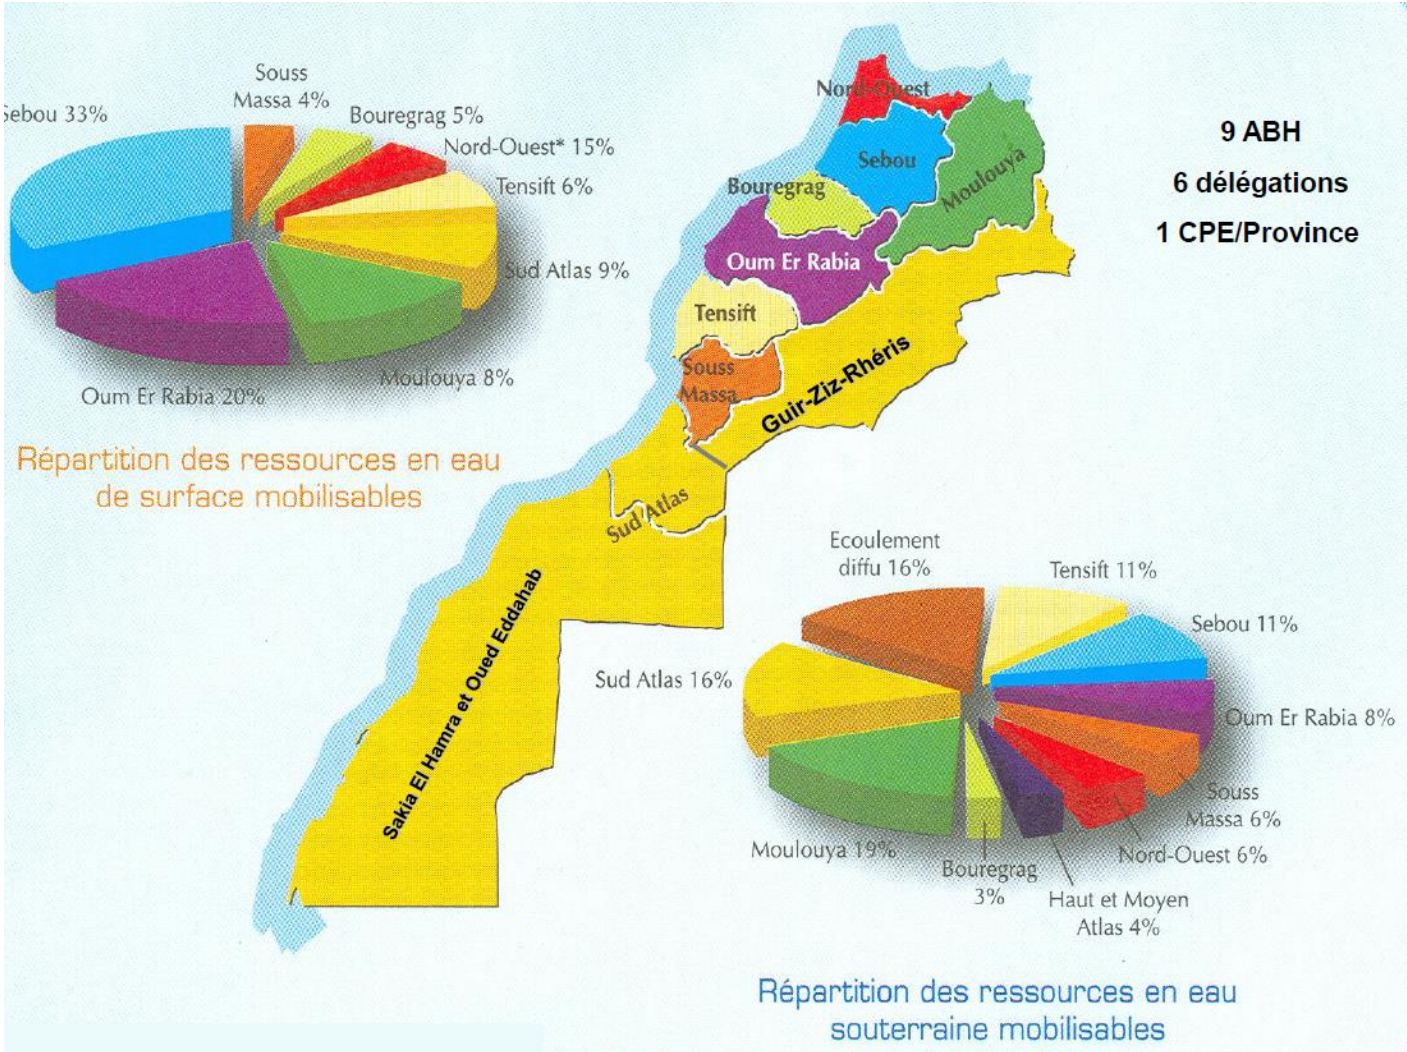 Souss
Massa 4%
Sebou 33%
Bouregrag 5%
Nord-Ouest* 15%
Tensift 6%
Sud Atlas 9%
Moulouya 8%
Oum Er Rabia 20%
Répartition des ressources en eau
de surface mobilisables
Nord-Ouest
Sebou
Moulouya
Bouregrag
Oum Er Rabia
Tensift
Souss
Massa
Guir-Ziz-Rhéris
Sud Atlas
Sakia El Hamra et Oued Eddahab
9 ABH
6 délégations
1 CPE/Province
Ecoulement
diffu 16%
Tensift 11%
Sebou 11%
Sud Atlas 16%
Oum Er Rabia 8%
Souss
Massa 6%
Nord-Ouest 6%
Moulouya 19%
Bouregrag
3%
Haut et Moyen
Atlas 4%
Répartition des ressources en eau
souterraine mobilisables